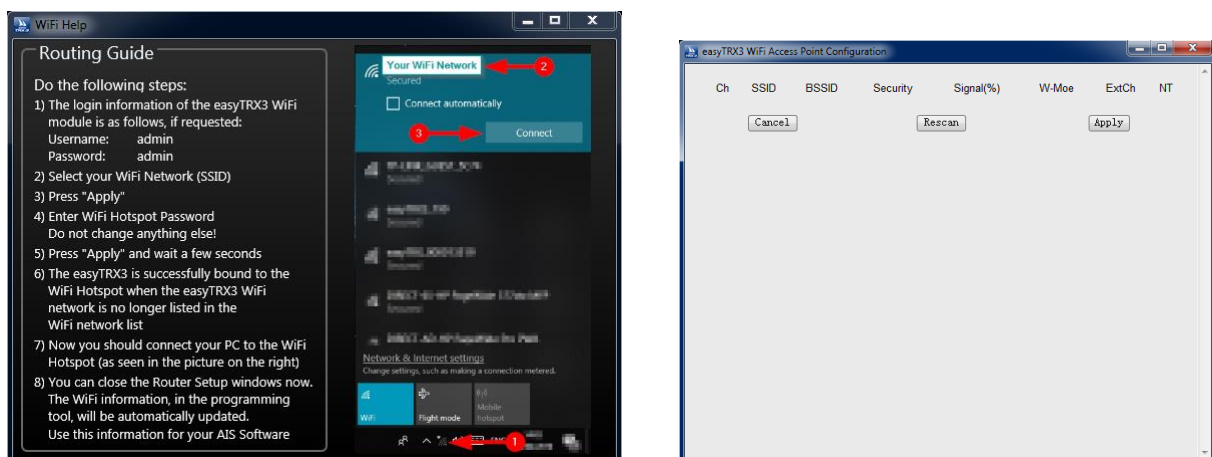 WiFi Help
Routing Guide
Do the following steps:
1) The login information of the easyTRX3 WiFi
module is as follows, if requested:
Username: admin
Password: admin
2) Select your WiFi Network (SSID)
3) Press "Apply"
4) Enter WiFi Hotspot Password
Do not change anything else!
5) Press "Apply" and wait a few seconds
6) The easyTRX3 is successfully bound to the
WiFi Hotspot when the easyTRX3 WiFi
network is no longer listed in the
WiFi network list
7) Now you should connect your PC to the WiFi
Hotspot (as seen in the picture on the right)
8) You can close the Router Setup windows now.
The WiFi information, in the programming
tool, will be automatically updated.
Use this information for your AIS Software
Your WiFi Network 2
Secured
Connect automatically
3 Connect
Network & Internet settings
Change settings, such as making a connection metered.
WiFi Flight mode Mobile hotspot
1
easyTRX3 WiFi Access Point Configuration
Ch SSID BSSID Security Signal(%) W-Moe ExtCh NT
Cancel Rescan Apply